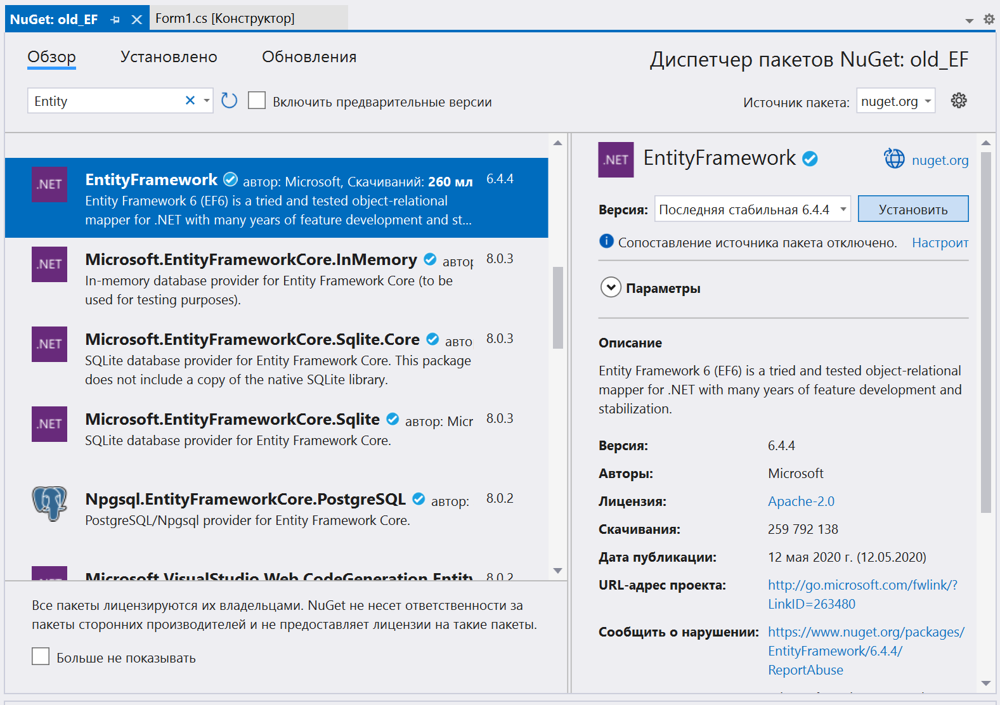 NuGet: old_EF
Form1.cs [Конструктор]
Обзор
Установлено
Обновления
Диспетчер пакетов NuGet: old_EF
Entity
Включить предварительные версии
Источник пакета:
nuget.org
.NET
EntityFramework
автор: Microsoft, Скачиваний: 260 мл
6.4.4
Entity Framework 6 (EF6) is a tried and tested object-relational
mapper for .NET with many years of feature development and st...
.NET
Microsoft.EntityFrameworkCore.InMemory
автор
8.0.3
In-memory database provider for Entity Framework Core (to be
used for testing purposes).
.NET
Microsoft.EntityFrameworkCore.Sqlite.Core
авто
8.0.3
SQLite database provider for Entity Framework Core. This package
does not include a copy of the native SQLite library.
.NET
Microsoft.EntityFrameworkCore.Sqlite
автор: Micr
8.0.3
SQLite database provider for Entity Framework Core.
Npgsql.EntityFrameworkCore.PostgreSQL
автор:
8.0.2
PostgreSQL/Npgsql provider for Entity Framework Core.
Microsoft.VisualStudio.Web.CodeGeneration.Entity
8.0.2
Все пакеты лицензируются их владельцами. NuGet не несет ответственности за
пакеты сторонних производителей и не предоставляет лицензии на такие пакеты.
Больше не показывать
.NET
EntityFramework
nuget.org
Версия:
Последняя стабильная 6.4.4
Установить
Сопоставление источника пакета отключено.
Настроит
Параметры
Описание
Entity Framework 6 (EF6) is a tried and tested object-relational
mapper for .NET with many years of feature development and
stabilization.
Версия:
6.4.4
Авторы:
Microsoft
Лицензия:
Apache-2.0
Скачивания:
259 792 138
Дата публикации:
12 мая 2020 г. (12.05.2020)
URL-адрес проекта:
http://go.microsoft.com/fwlink/?
LinkID=263480
Сообщить о нарушении:
https://www.nuget.org/packages/
EntityFramework/6.4.4/
ReportAbuse